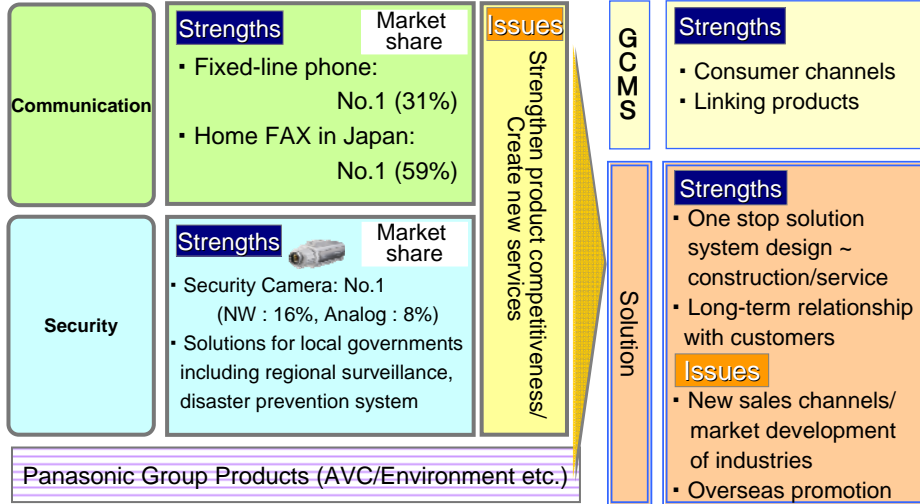 Communication
Strengths
Market
share
・Fixed-line phone:
No.1 (31%)
・Home FAX in Japan:
No.1 (59%)
Security
Strengths
Market
share
・Security Camera: No.1
(NW : 16%, Analog : 8%)
・Solutions for local governments
including regional surveillance,
disaster prevention system
Issues
Strengthen product competitiveness/
Create new services
Panasonic Group Products (AVC/Environment etc.)
GCMS
Strengths
・Consumer channels
・Linking products
Solution
Strengths
・One stop solution
system design ~
construction/service
・Long-term relationship
with customers
Issues
・New sales channels/
market development
of industries
・Overseas promotion